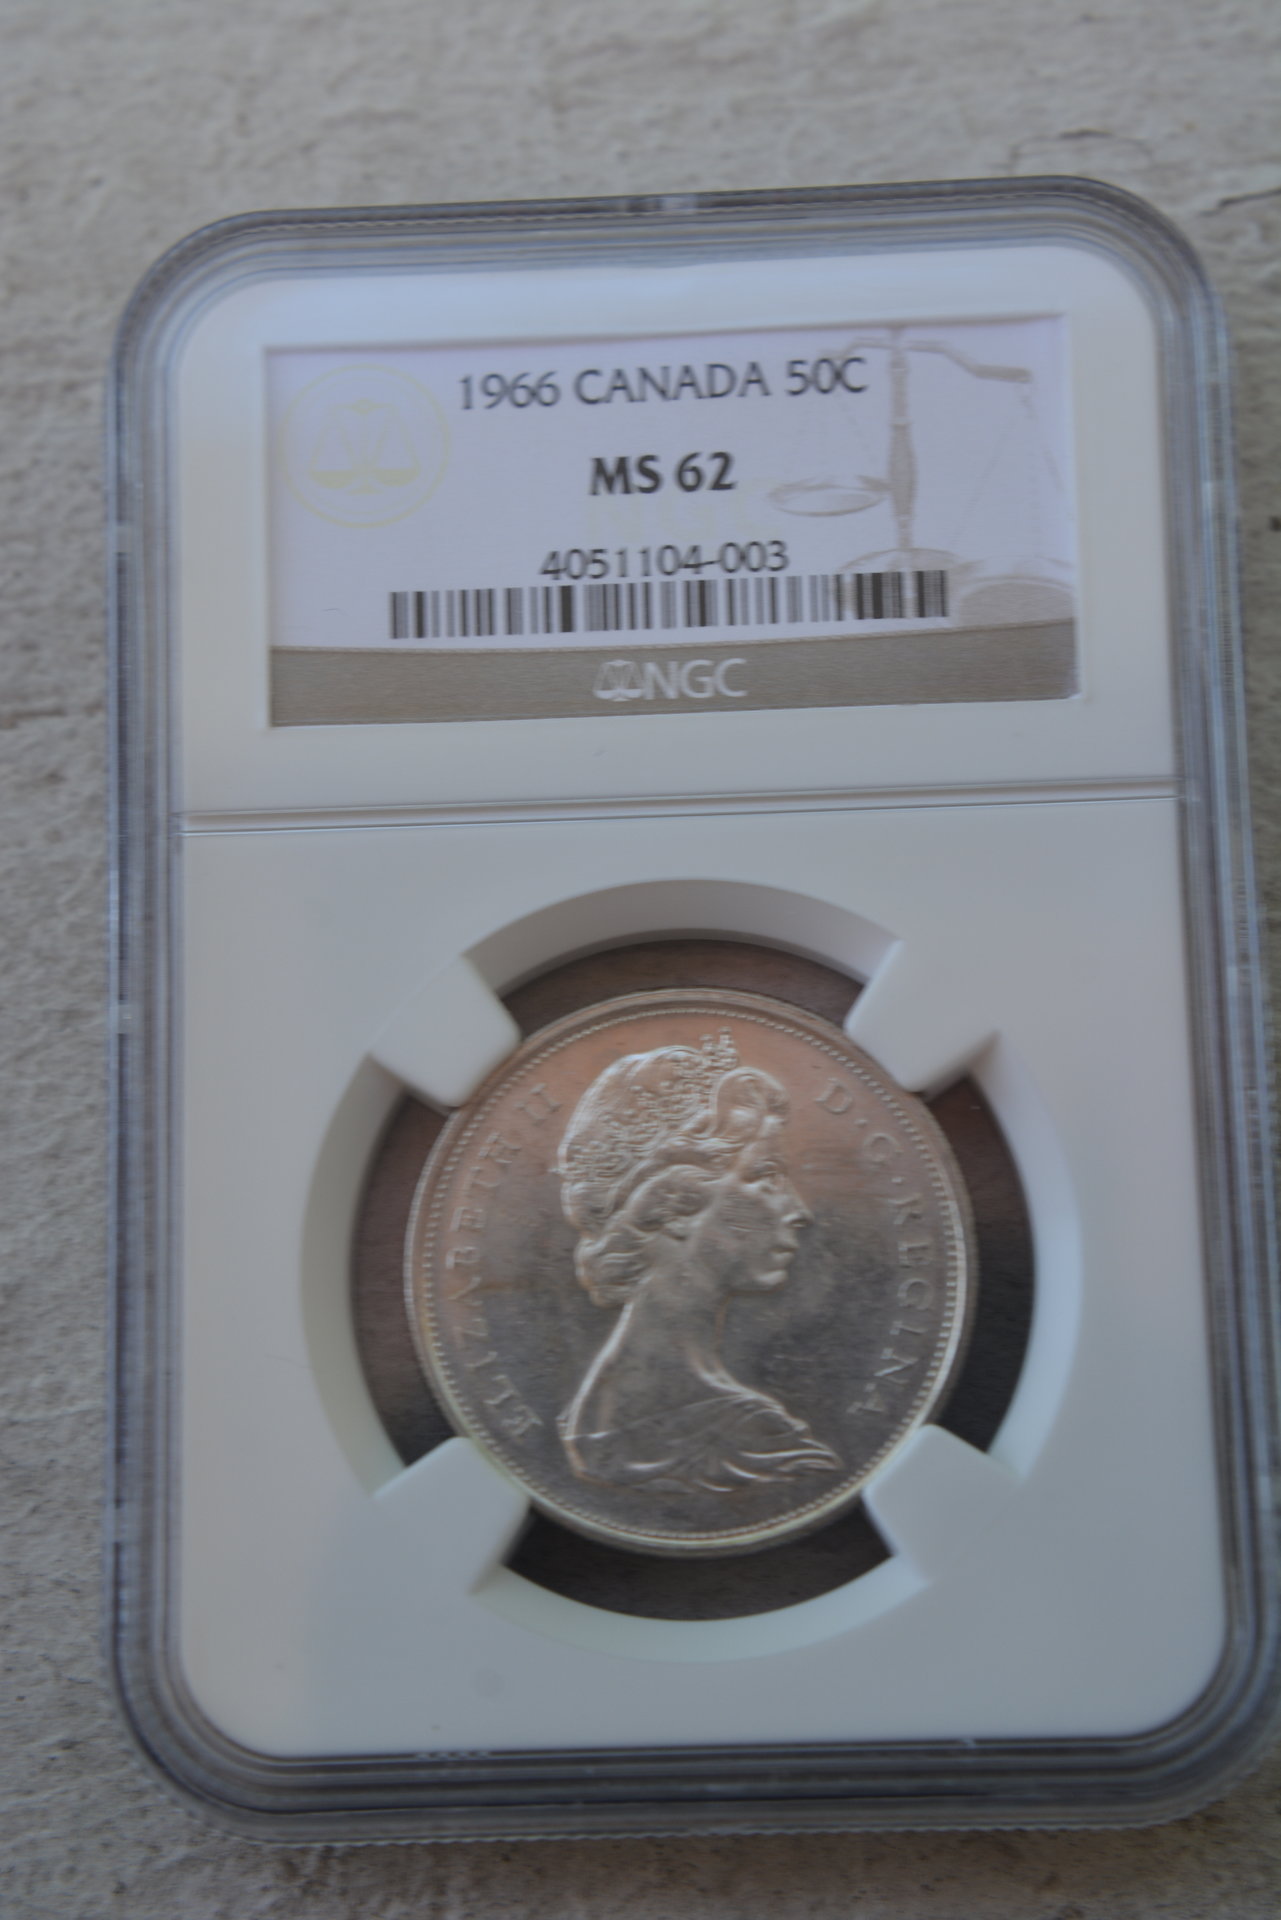 1966 CANADA 50C
MS 62
4051104-003
NGC
ELIZABETH II D·G·REGINA